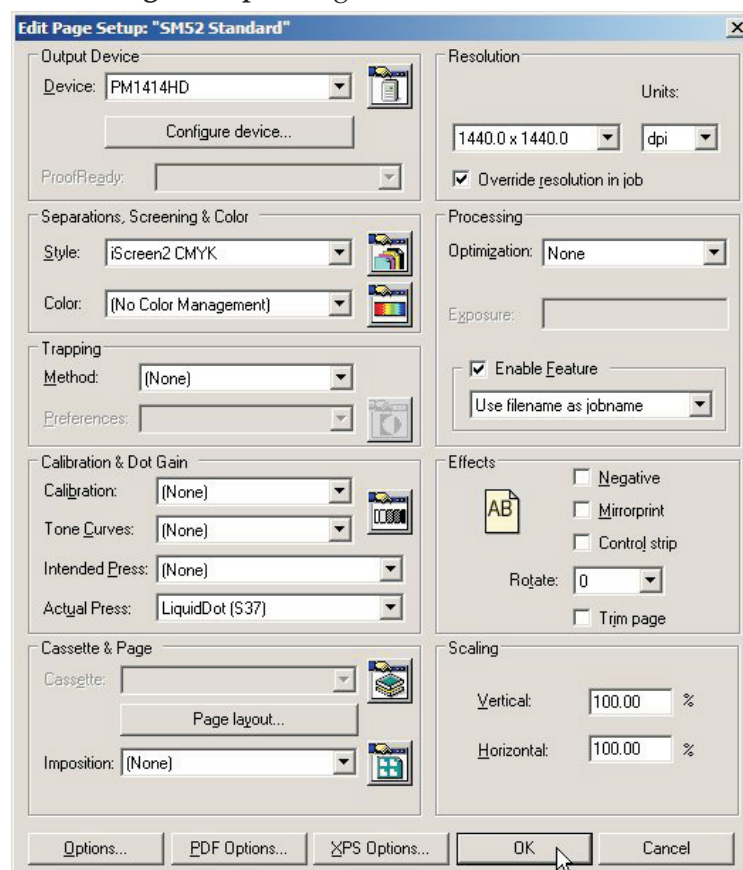 Edit Page Setup: "SM52 Standard"
Output Device
Device: PM1414HD
Configure device...
ProofReady:
Separations, Screening & Color
Style: iScreen2 CMYK
Color: (No Color Management)
Trapping
Method: (None)
Preferences:
Calibration & Dot Gain
Calibration: (None)
Tone Curves: (None)
Intended Press: (None)
Actual Press: LiquidDot (S37)
Cassette & Page
Cassette:
Page layout...
Imposition: (None)
Resolution
Units:
1440.0 x 1440.0 dpi
Override resolution in job
Processing
Optimization: None
Exposure:
Enable Feature
Use filename as jobname
Effects
AB
Negative
Mirrorprint
Control strip
Rotate: 0
Trim page
Scaling
Vertical: 100.00 %
Horizontal: 100.00 %
Options... PDF Options... XPS Options... OK Cancel